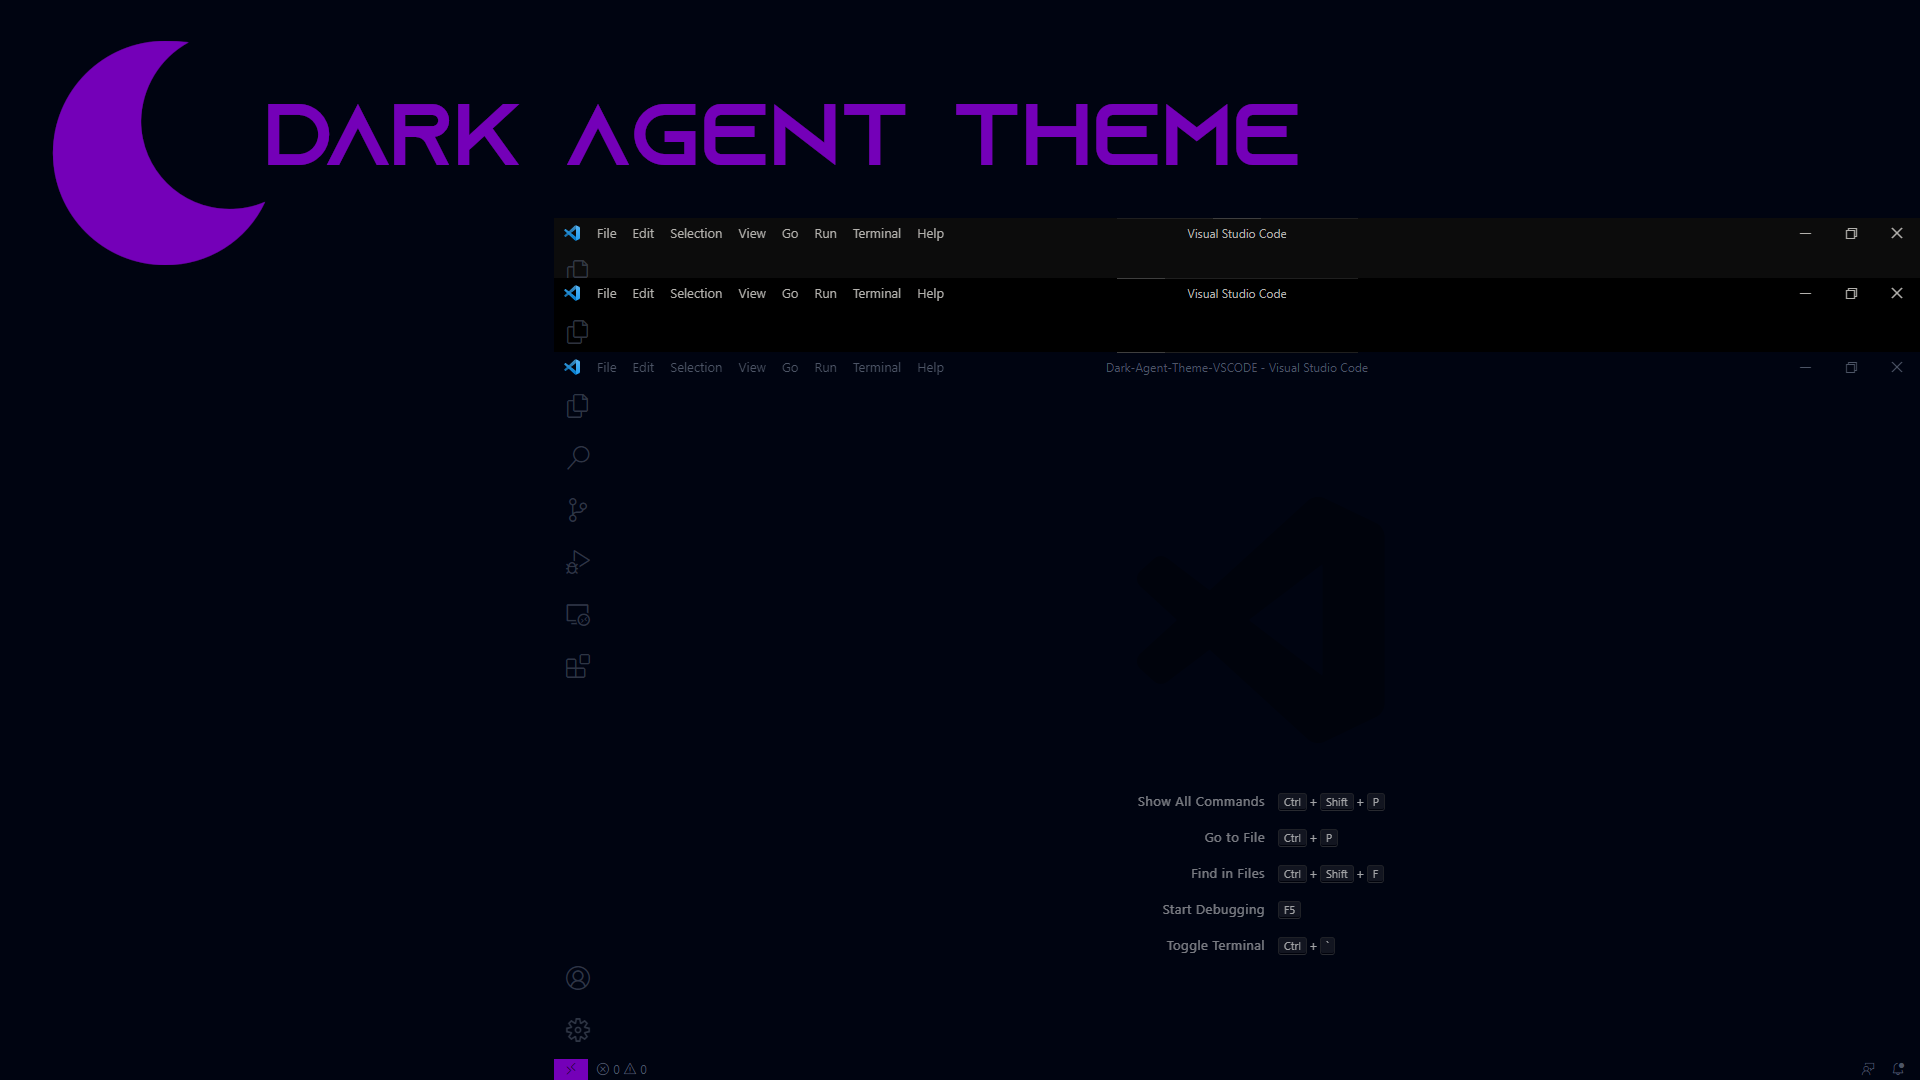 DARK AGENT THEME
File Edit Selection View Go Run Terminal Help Visual Studio Code
File Edit Selection View Go Run Terminal Help Visual Studio Code
File Edit Selection View Go Run Terminal Help Dark-Agent-Theme-VSCODE - Visual Studio Code
Show All Commands Ctrl + Shift + P
Go to File Ctrl + P
Find in Files Ctrl + Shift + F
Start Debugging F5
Toggle Terminal Ctrl + `
0 0